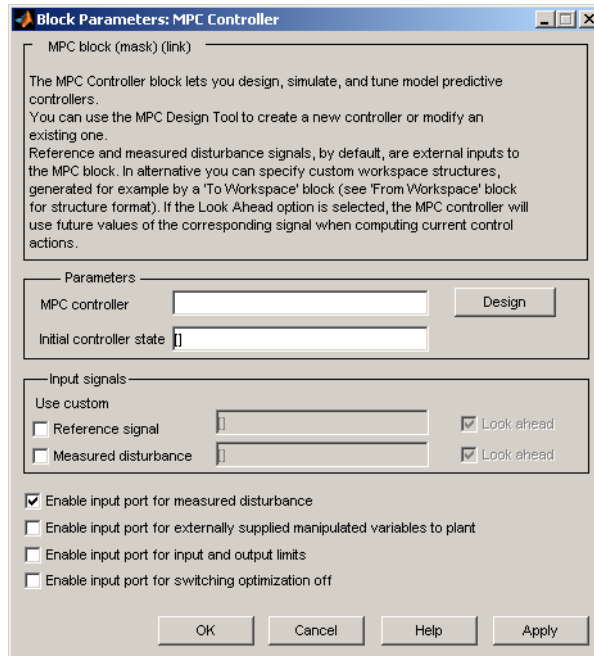 Block Parameters: MPC Controller
MPC block (mask) (link)
The MPC Controller block lets you design, simulate, and tune model predictive
controllers.
You can use the MPC Design Tool to create a new controller or modify an
existing one.
Reference and measured disturbance signals, by default, are external inputs to
the MPC block. In alternative you can specify custom workspace structures,
generated for example by a 'To Workspace' block (see 'From Workspace' block
for structure format). If the Look Ahead option is selected, the MPC controller will
use future values of the corresponding signal when computing current control
actions.
Parameters
MPC controller
Design
Initial controller state []
Input signals
Use custom
Reference signal [] Look ahead
Measured disturbance [] Look ahead
Enable input port for measured disturbance
Enable input port for externally supplied manipulated variables to plant
Enable input port for input and output limits
Enable input port for switching optimization off
OK Cancel Help Apply